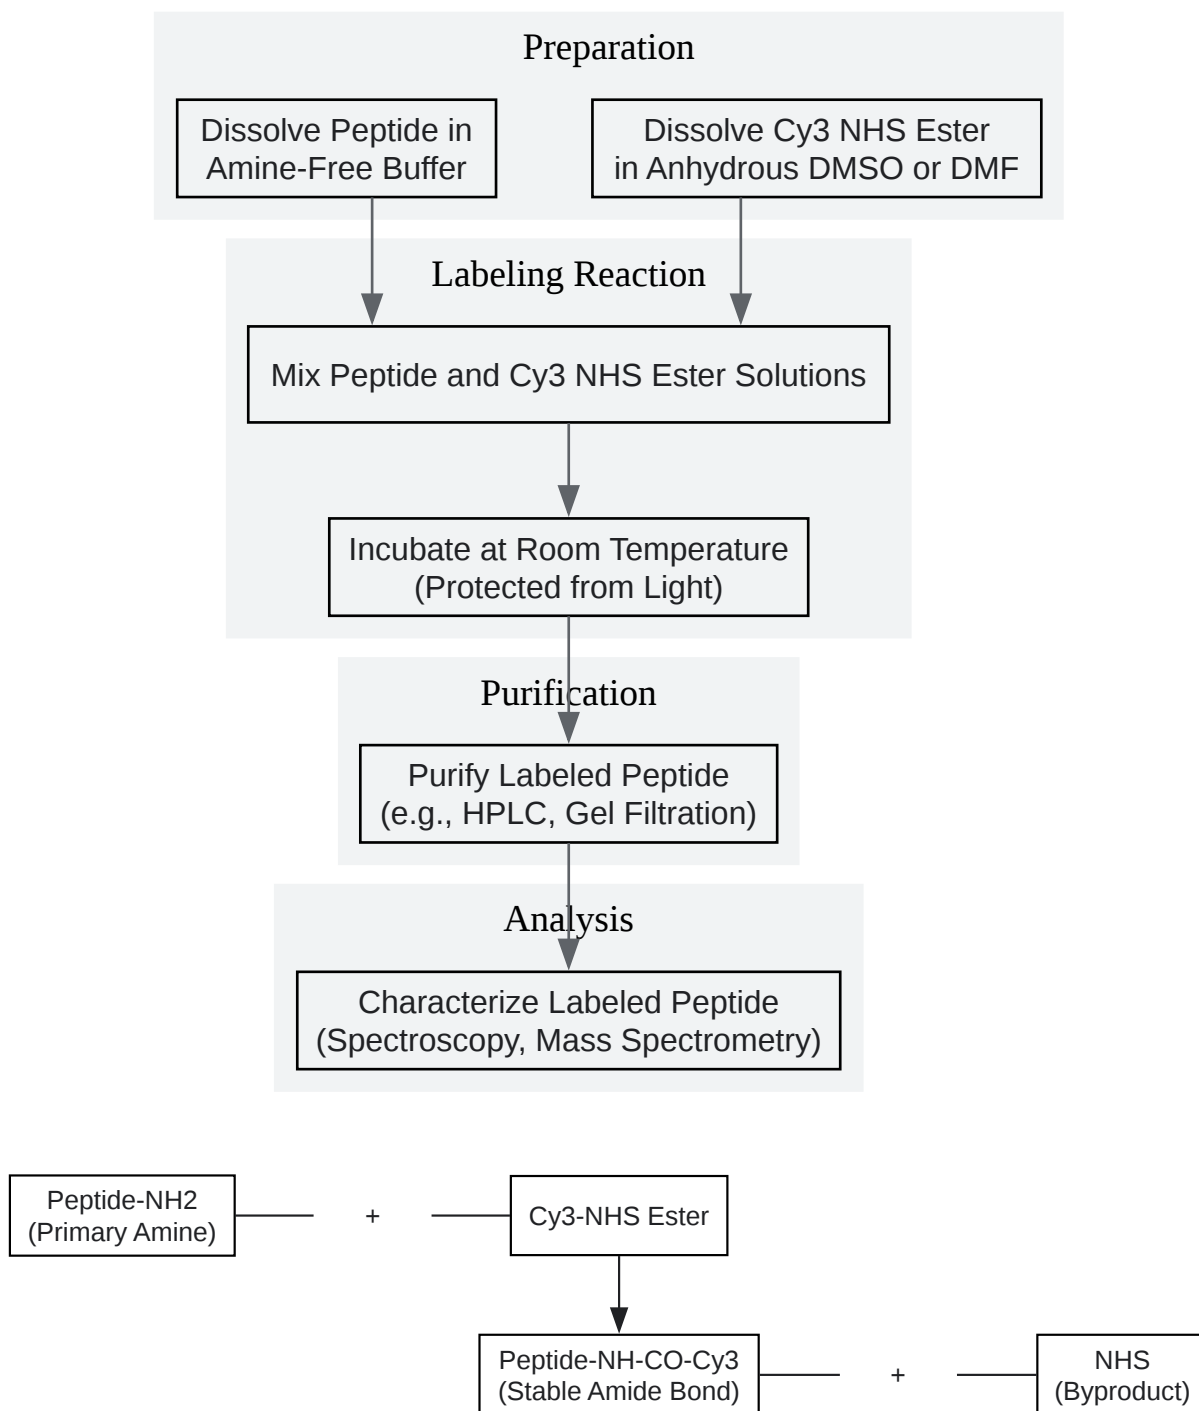 Preparation
Dissolve Peptide in
Amine-Free Buffer
Dissolve Cy3 NHS Ester
in Anhydrous DMSO or DMF
Labeling Reaction
Mix Peptide and Cy3 NHS Ester Solutions
Incubate at Room Temperature
(Protected from Light)
Purification
Purify Labeled Peptide
(e.g., HPLC, Gel Filtration)
Analysis
Characterize Labeled Peptide
(Spectroscopy, Mass Spectrometry)
Peptide-NH2
(Primary Amine)
+
Cy3-NHS Ester
Peptide-NH-CO-Cy3
(Stable Amide Bond)
+
NHS
(Byproduct)